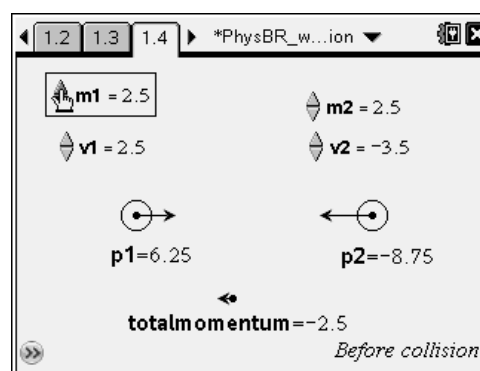 1.2 1.3 1.4 *PhysBR_w...ion
m1 = 2.5
m2 = 2.5
v1 = 2.5
v2 = −3.5
p1=6.25
p2=−8.75
totalmomentum=−2.5
Before collision